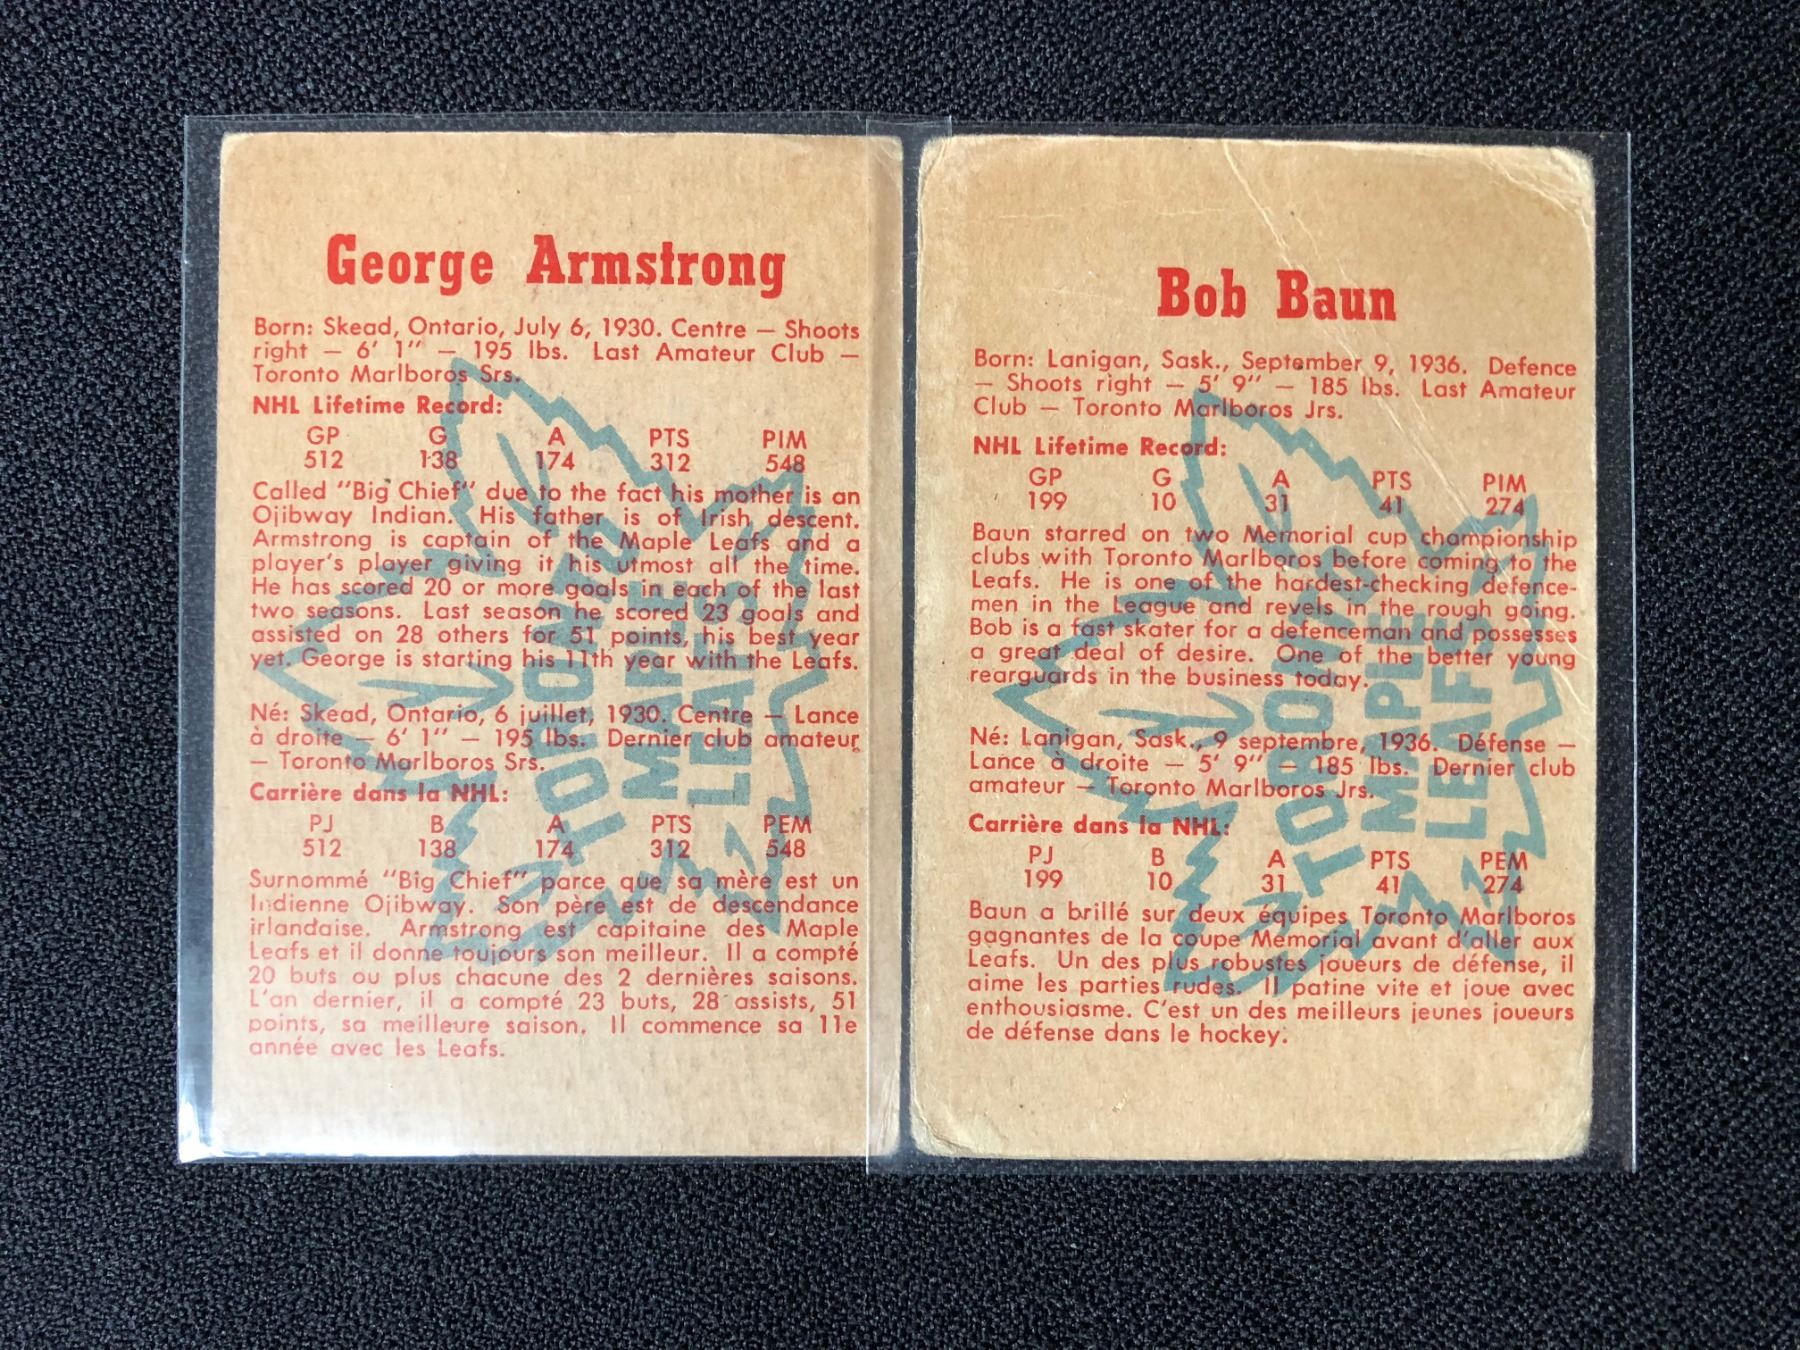 George Armstrong
Born: Skead, Ontario, July 6, 1930. Centre — Shoots
right — 6' 1" — 195 lbs. Last Amateur Club —
Toronto Marlboros Srs.
NHL Lifetime Record:
GP G A PTS PIM
512 138 174 312 548
Called "Big Chief" due to the fact his mother is an
Ojibway Indian. His father is of Irish descent.
Armstrong is captain of the Maple Leafs and a
player's player giving it his utmost all the time.
He has scored 20 or more goals in each of the last
two seasons. Last season he scored 23 goals and
assisted on 28 others for 51 points, his best year
yet. George is starting his 11th year with the Leafs.
Né: Skead, Ontario, 6 juillet, 1930. Centre — Lance
à droite — 6' 1" — 195 lbs. Dernier club amateur
— Toronto Marlboros Srs.
Carrière dans la NHL:
PJ B A PTS PEM
512 138 174 312 548
Surnommé "Big Chief" parce que sa mère est un
Indienne Ojibway. Son père est de descendance
irlandaise. Armstrong est capitaine des Maple
Leafs et il donne toujours son meilleur. Il a compté
20 buts ou plus chacune des 2 dernières saisons.
L'an dernier, il a compté 23 buts, 28 assists, 51
points, sa meilleure saison. Il commence sa 11e
année avec les Leafs.
TORONTO
MAPLE
LEAFS
Bob Baun
Born: Lanigan, Sask., September 9, 1936. Defence
— Shoots right — 5' 9" — 185 lbs. Last Amateur
Club — Toronto Marlboros Jrs.
NHL Lifetime Record:
GP G A PTS PIM
199 10 31 41 274
Baun starred on two Memorial cup championship
clubs with Toronto Marlboros before coming to the
Leafs. He is one of the hardest-checking defence-
men in the League and revels in the rough going.
Bob is a fast skater for a defenceman and possesses
a great deal of desire. One of the better young
rearguards in the business today.
Né: Lanigan, Sask., 9 septembre, 1936. Défense —
Lance à droite — 5' 9" — 185 lbs. Dernier club
amateur — Toronto Marlboros Jrs.
Carrière dans la NHL:
PJ B A PTS PEM
199 10 31 41 274
Baun a brillé sur deux équipes Toronto Marlboros
gagnantes de la coupe Memorial avant d'aller aux
Leafs. Un des plus robustes joueurs de défense, il
aime les parties rudes. Il patine vite et joue avec
enthousiasme. C'est un des meilleurs jeunes joueurs
de défense dans le hockey.
TORONTO
MAPLE
LEAFS